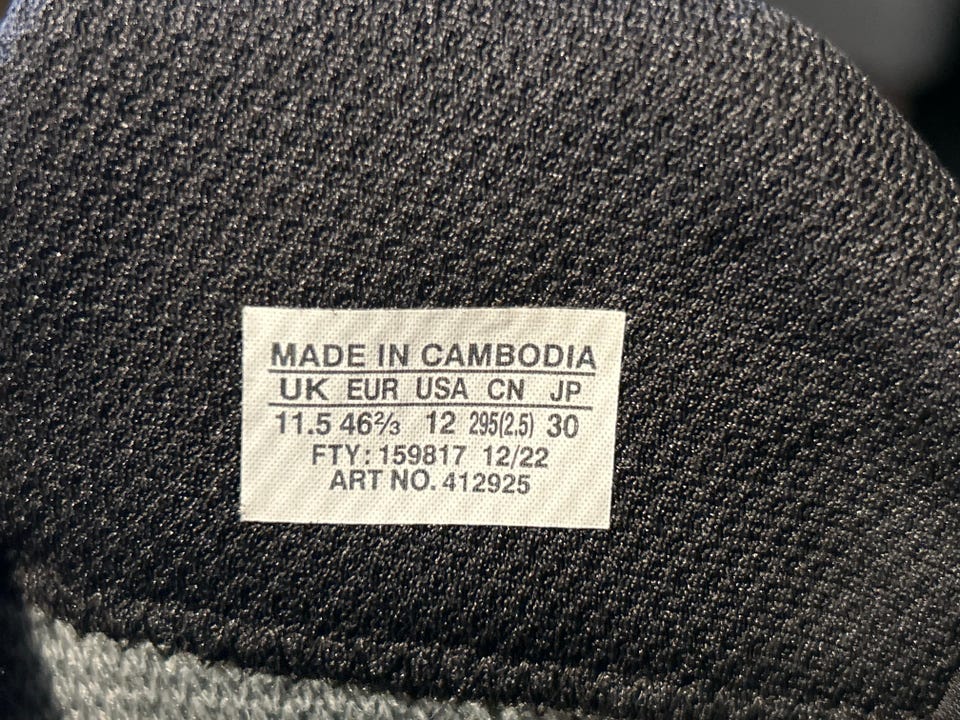 MADE IN CAMBODIA
UK EUR USA CN JP
11.5 46⅔ 12 295(2.5) 30
FTY: 159817 12/22
ART NO. 412925